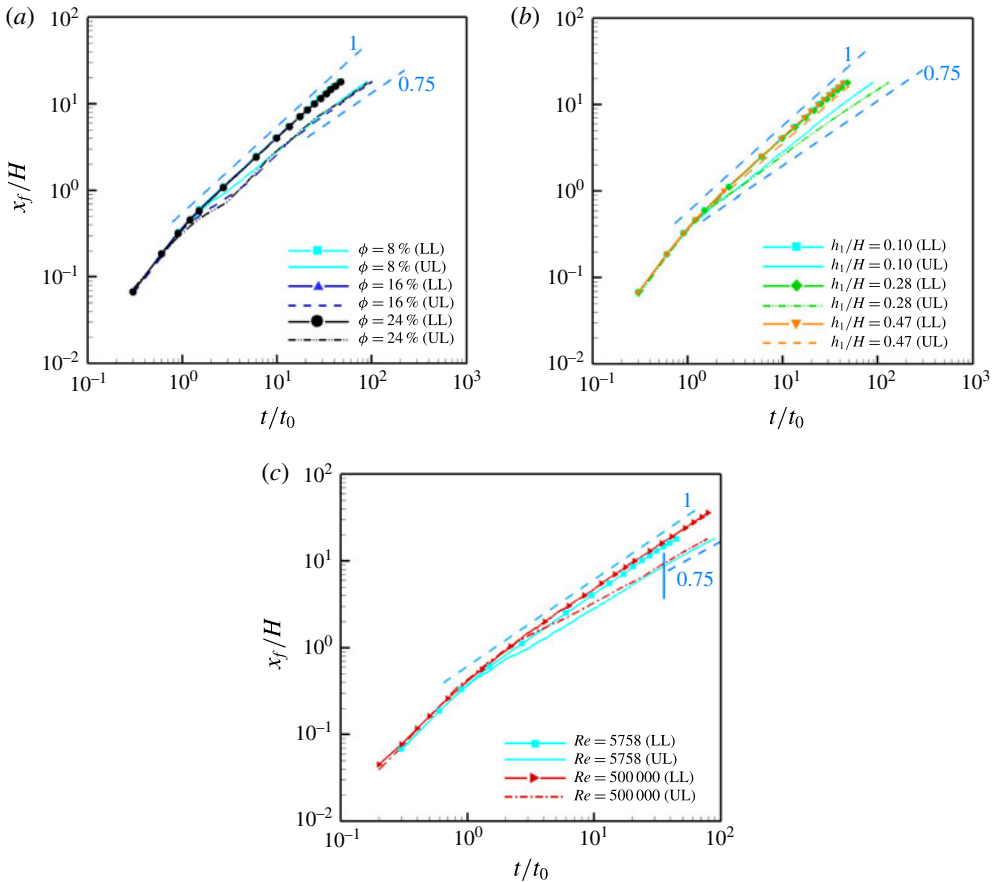 (a)
10²
10¹
10⁰
10⁻¹
10⁻²
x_f/H
1
0.75
ϕ = 8 % (LL)
ϕ = 8 % (UL)
ϕ = 16 % (LL)
ϕ = 16 % (UL)
ϕ = 24 % (LL)
ϕ = 24 % (UL)
10⁻¹ 10⁰ 10¹ 10² 10³
t/t₀
(b)
10²
10¹
10⁰
10⁻¹
10⁻²
1
0.75
h₁/H = 0.10 (LL)
h₁/H = 0.10 (UL)
h₁/H = 0.28 (LL)
h₁/H = 0.28 (UL)
h₁/H = 0.47 (LL)
h₁/H = 0.47 (UL)
10⁻¹ 10⁰ 10¹ 10² 10³
t/t₀
(c)
10²
10¹
10⁰
10⁻¹
10⁻²
x_f/H
1
0.75
Re = 5758 (LL)
Re = 5758 (UL)
Re = 500 000 (LL)
Re = 500 000 (UL)
10⁻¹ 10⁰ 10¹ 10²
t/t₀